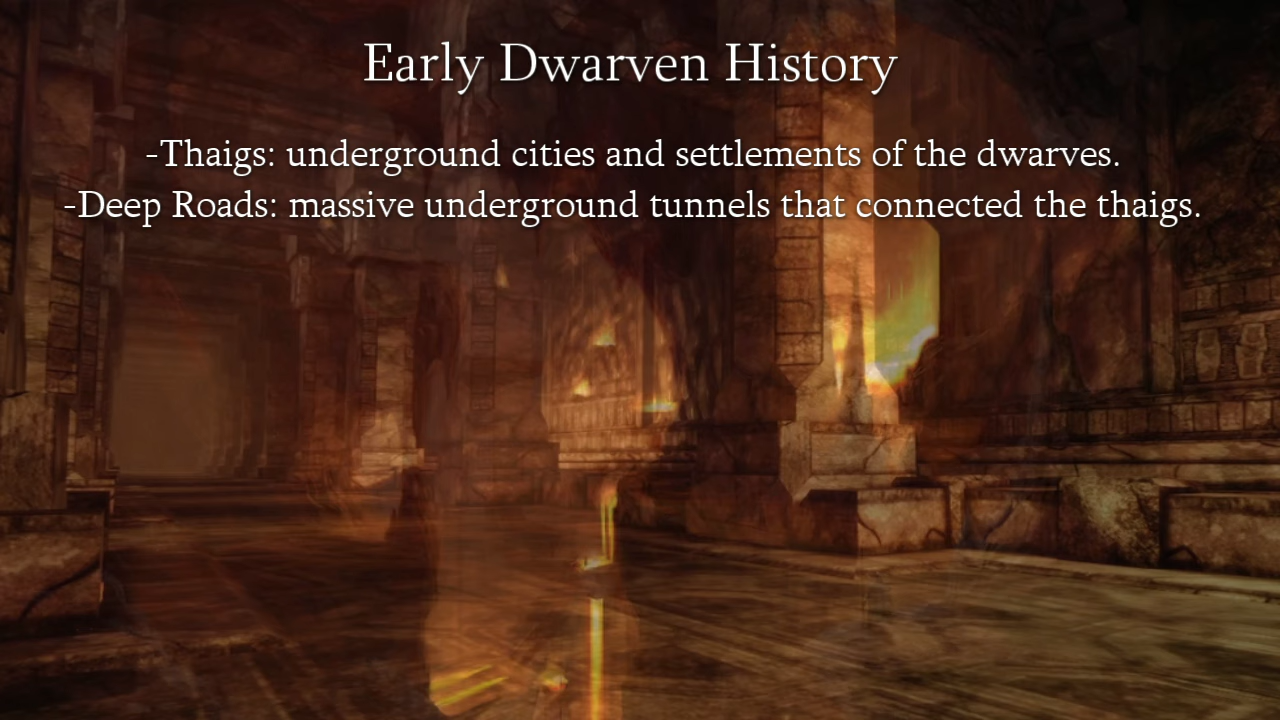 Early Dwarven History
-Thaigs: underground cities and settlements of the dwarves.
-Deep Roads: massive underground tunnels that connected the thaigs.